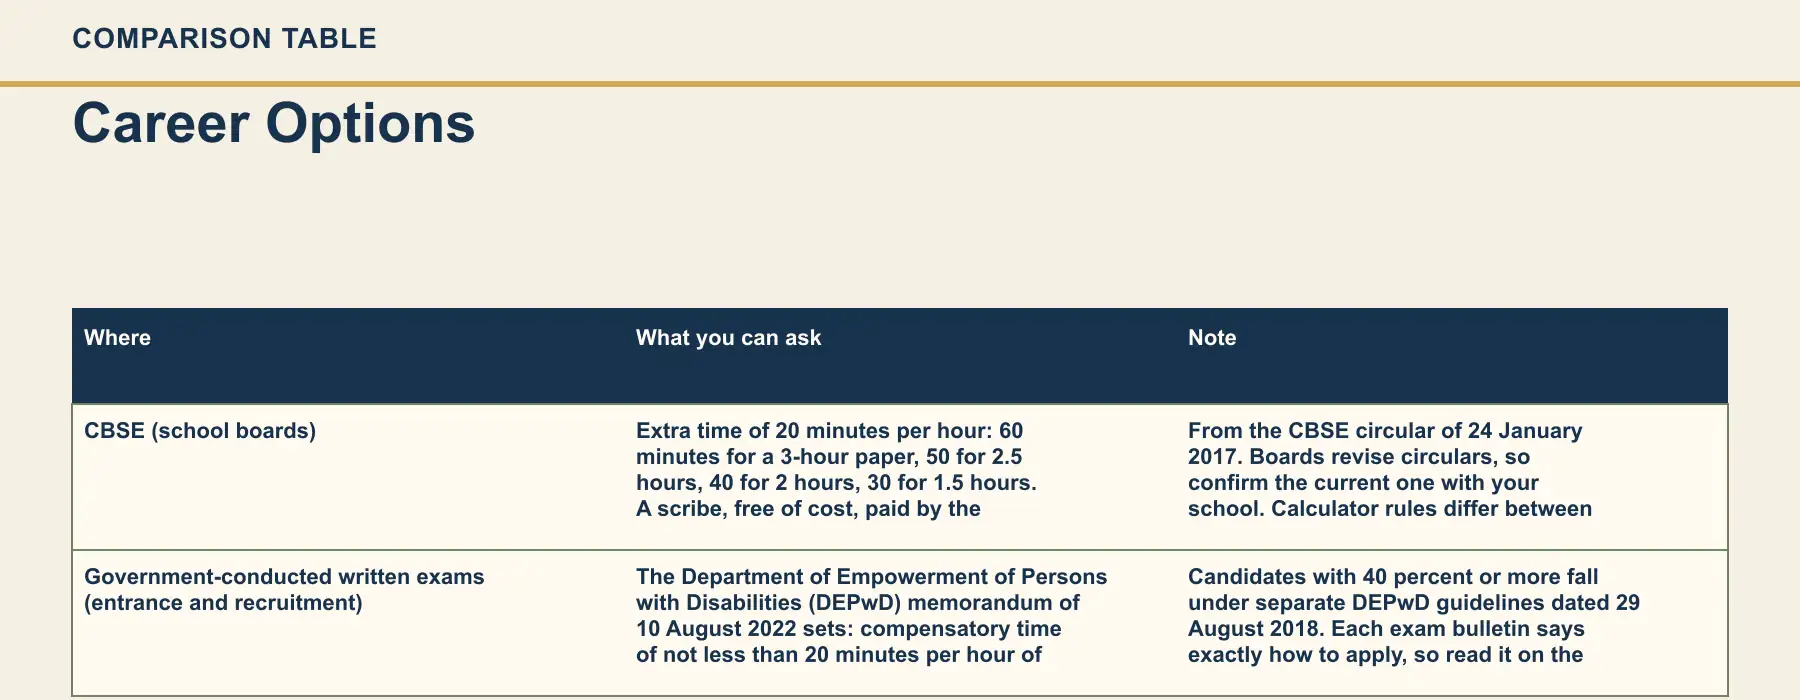 COMPARISON TABLE
Career Options
Where
What you can ask
Note
CBSE (school boards)
Extra time of 20 minutes per hour: 60
minutes for a 3-hour paper, 50 for 2.5
hours, 40 for 2 hours, 30 for 1.5 hours.
A scribe, free of cost, paid by the
From the CBSE circular of 24 January
2017. Boards revise circulars, so
confirm the current one with your
school. Calculator rules differ between
Government-conducted written exams
(entrance and recruitment)
The Department of Empowerment of Persons
with Disabilities (DEPwD) memorandum of
10 August 2022 sets: compensatory time
of not less than 20 minutes per hour of
Candidates with 40 percent or more fall
under separate DEPwD guidelines dated 29
August 2018. Each exam bulletin says
exactly how to apply, so read it on the